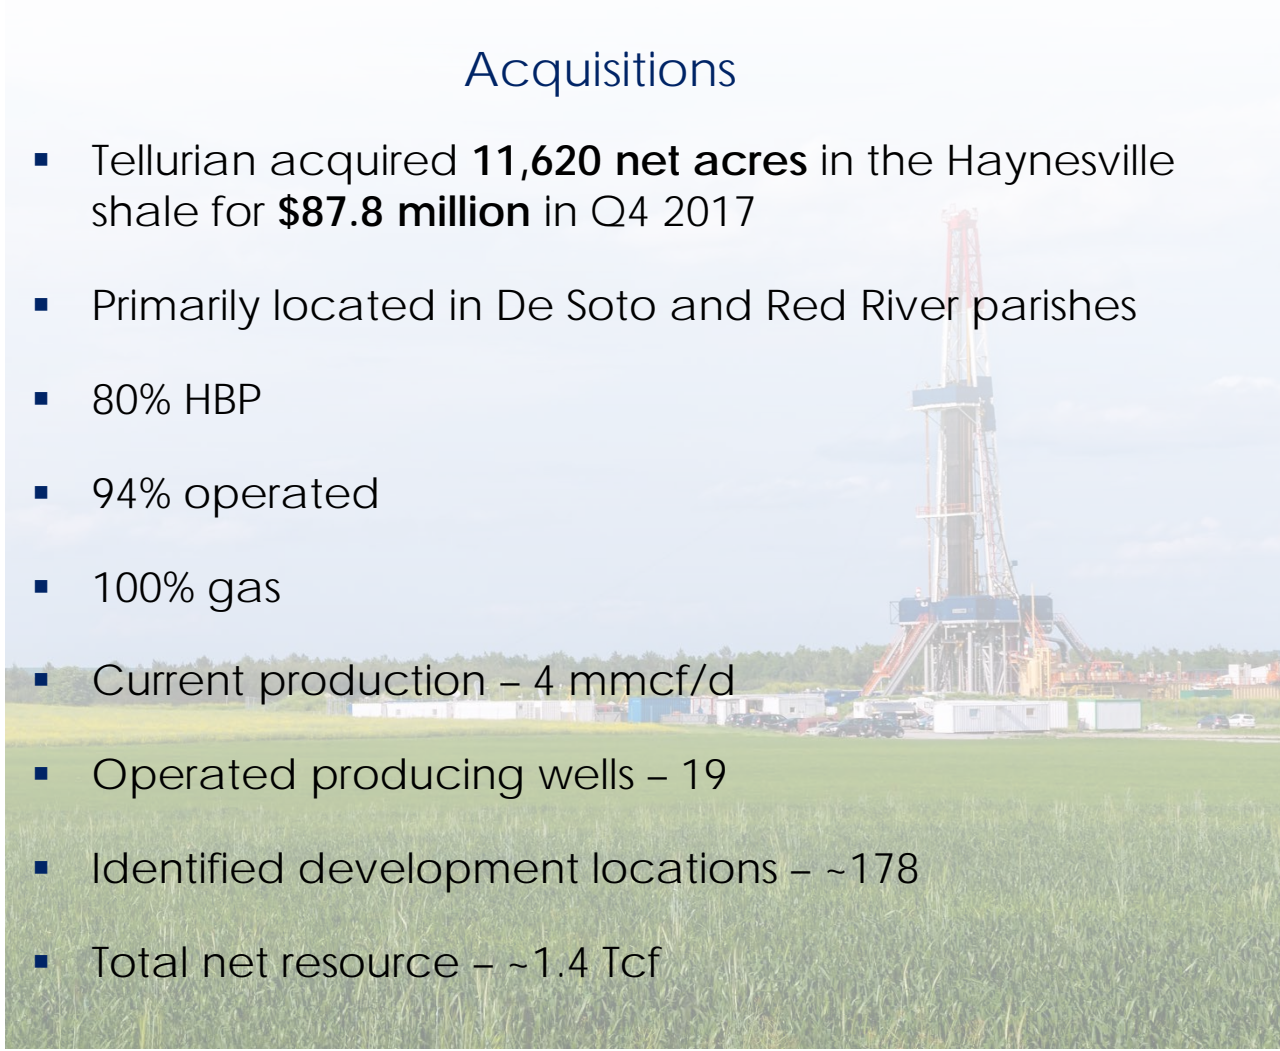 Acquisitions
▪ Tellurian acquired 11,620 net acres in the Haynesville
shale for $87.8 million in Q4 2017
▪ Primarily located in De Soto and Red River parishes
▪ 80% HBP
▪ 94% operated
▪ 100% gas
▪ Current production – 4 mmcf/d
▪ Operated producing wells – 19
▪ Identified development locations – ~178
▪ Total net resource – ~1.4 Tcf